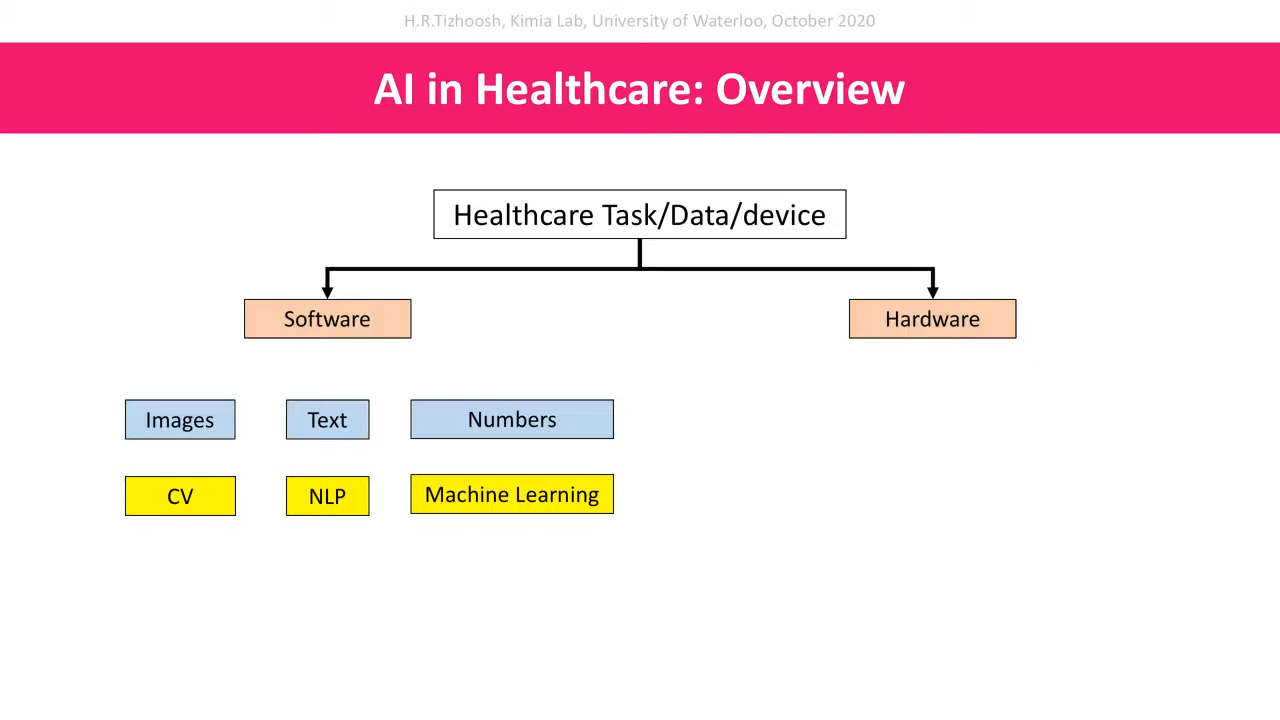 H.R.Tizhoosh, Kimia Lab, University of Waterloo, October 2020
AI in Healthcare: Overview
Healthcare Task/Data/device
Software
Hardware
Images
Text
Numbers
CV
NLP
Machine Learning